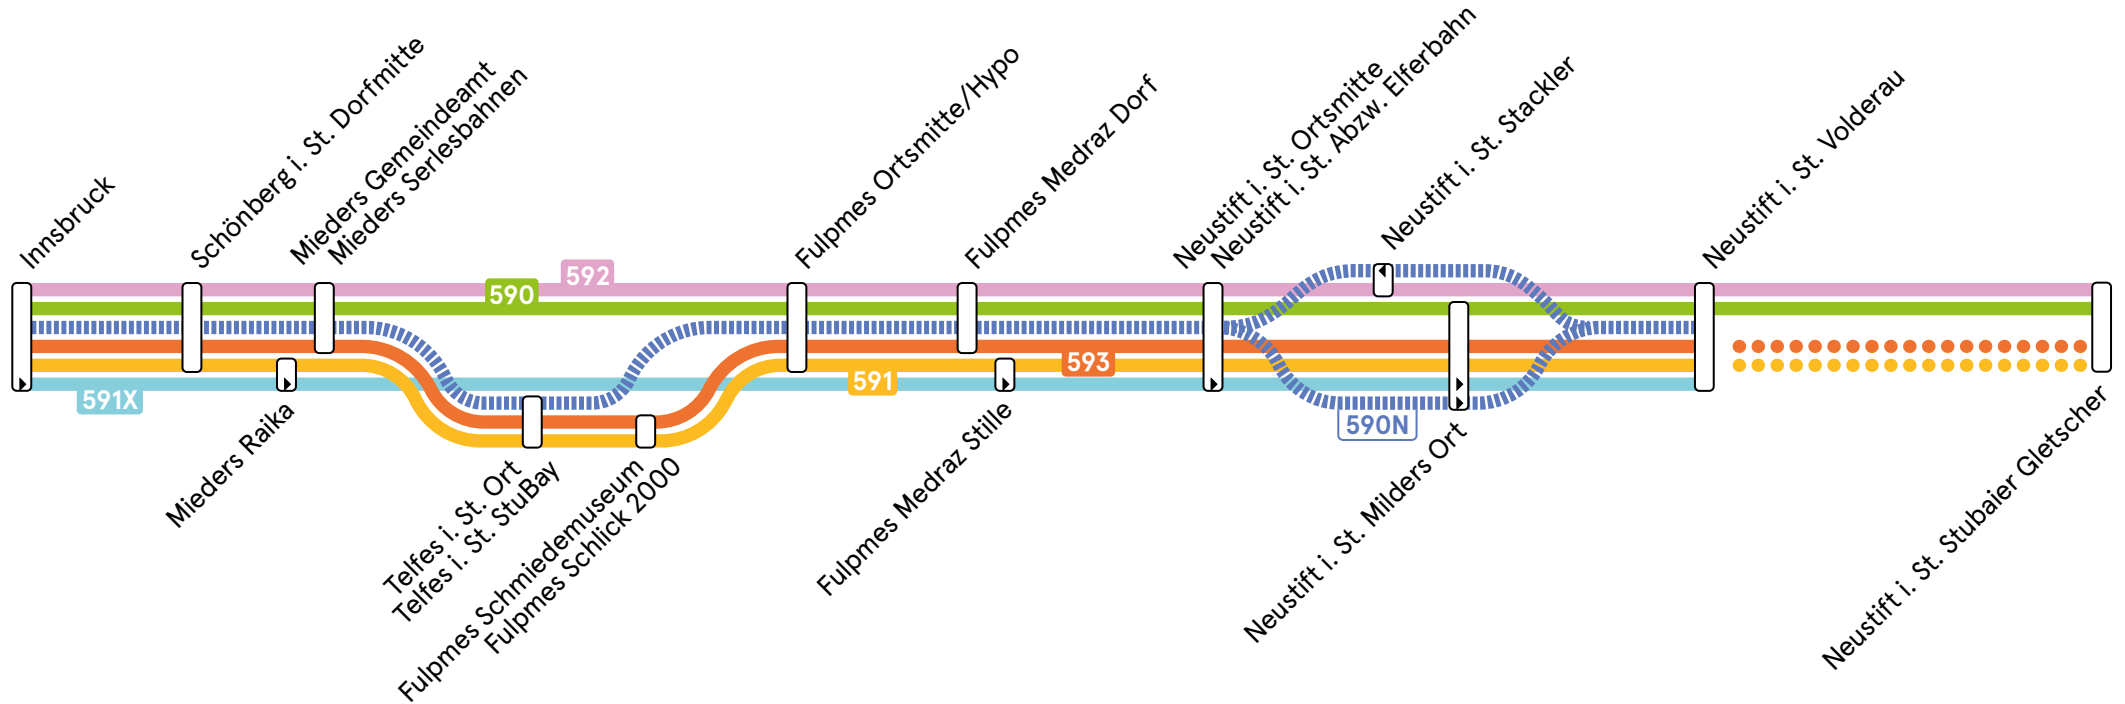 Innsbruck
Schönberg i. St. Dorfmitte
Mieders Gemeindeamt
Mieders Serlesbahnen
Fulpmes Ortsmitte/Hypo
Fulpmes Medraz Dorf
Neustift i. St. Ortsmitte
Neustift i. St. Abzw. Elferbahn
Neustift i. St. Stackler
Neustift i. St. Volderau
592
590
591X
591
593
590N
Mieders Raika
Telfes i. St. Ort
Telfes i. St. StuBay
Fulpmes Schmiedemuseum
Fulpmes Schlick 2000
Fulpmes Medraz Stille
Neustift i. St. Milders Ort
Neustift i. St. Stubaier Gletscher